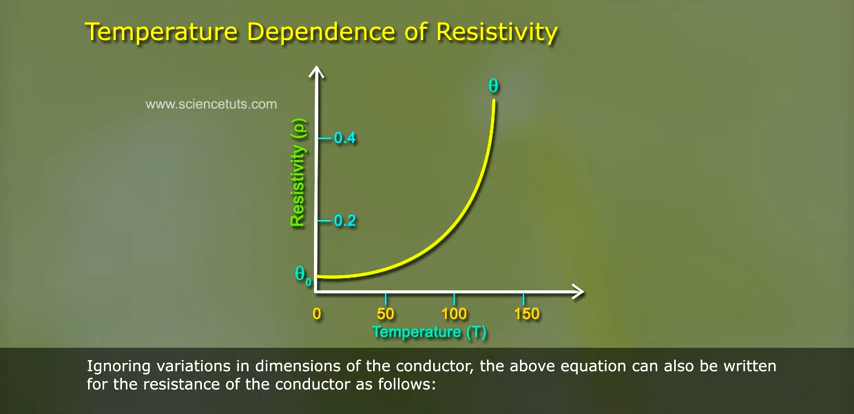 Temperature Dependence of Resistivity
www.sciencetuts.com
θ
Resistivity (ρ)
0.4
0.2
θ₀
0 50 100 150
Temperature (T)
Ignoring variations in dimensions of the conductor, the above equation can also be written
for the resistance of the conductor as follows: